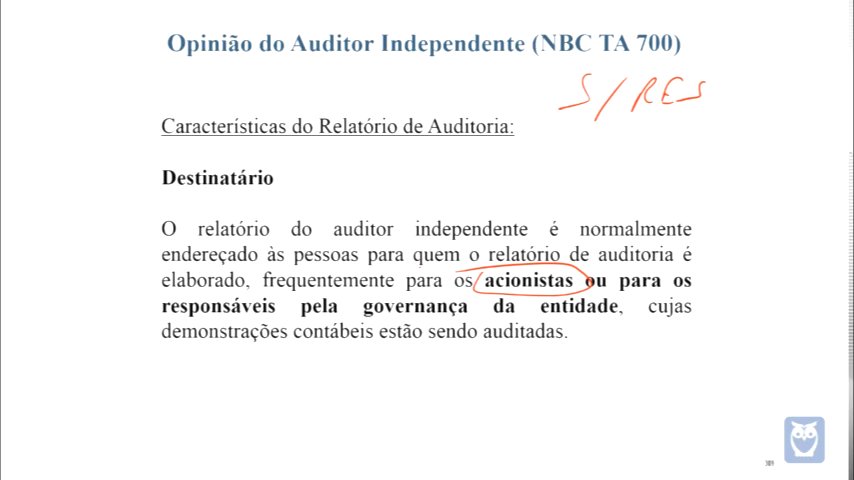 Opinião do Auditor Independente (NBC TA 700)
S/RES
Características do Relatório de Auditoria:
Destinatário
O relatório do auditor independente é normalmente
endereçado às pessoas para quem o relatório de auditoria é
elaborado, frequentemente para os acionistas ou para os
responsáveis pela governança da entidade, cujas
demonstrações contábeis estão sendo auditadas.